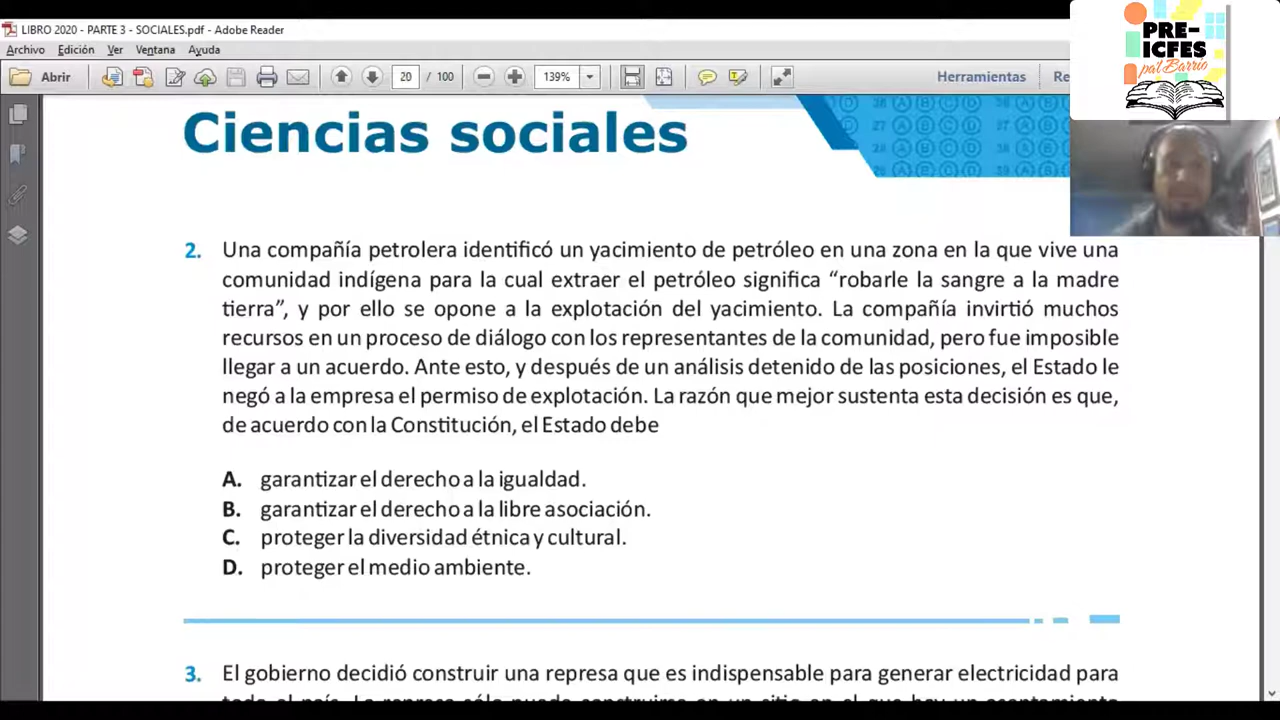 LIBRO 2020 - PARTE 3 - SOCIALES.pdf - Adobe Reader
Archivo Edición Ver Ventana Ayuda
Abrir 20 / 100 139% Herramientas
PRE-
ICFES
pa'l Barrio
Ciencias sociales
2. Una compañía petrolera identificó un yacimiento de petróleo en una zona en la que vive una
comunidad indígena para la cual extraer el petróleo significa “robarle la sangre a la madre
tierra”, y por ello se opone a la explotación del yacimiento. La compañía invirtió muchos
recursos en un proceso de diálogo con los representantes de la comunidad, pero fue imposible
llegar a un acuerdo. Ante esto, y después de un análisis detenido de las posiciones, el Estado le
negó a la empresa el permiso de explotación. La razón que mejor sustenta esta decisión es que,
de acuerdo con la Constitución, el Estado debe
A. garantizar el derecho a la igualdad.
B. garantizar el derecho a la libre asociación.
C. proteger la diversidad étnica y cultural.
D. proteger el medio ambiente.
3. El gobierno decidió construir una represa que es indispensable para generar electricidad para